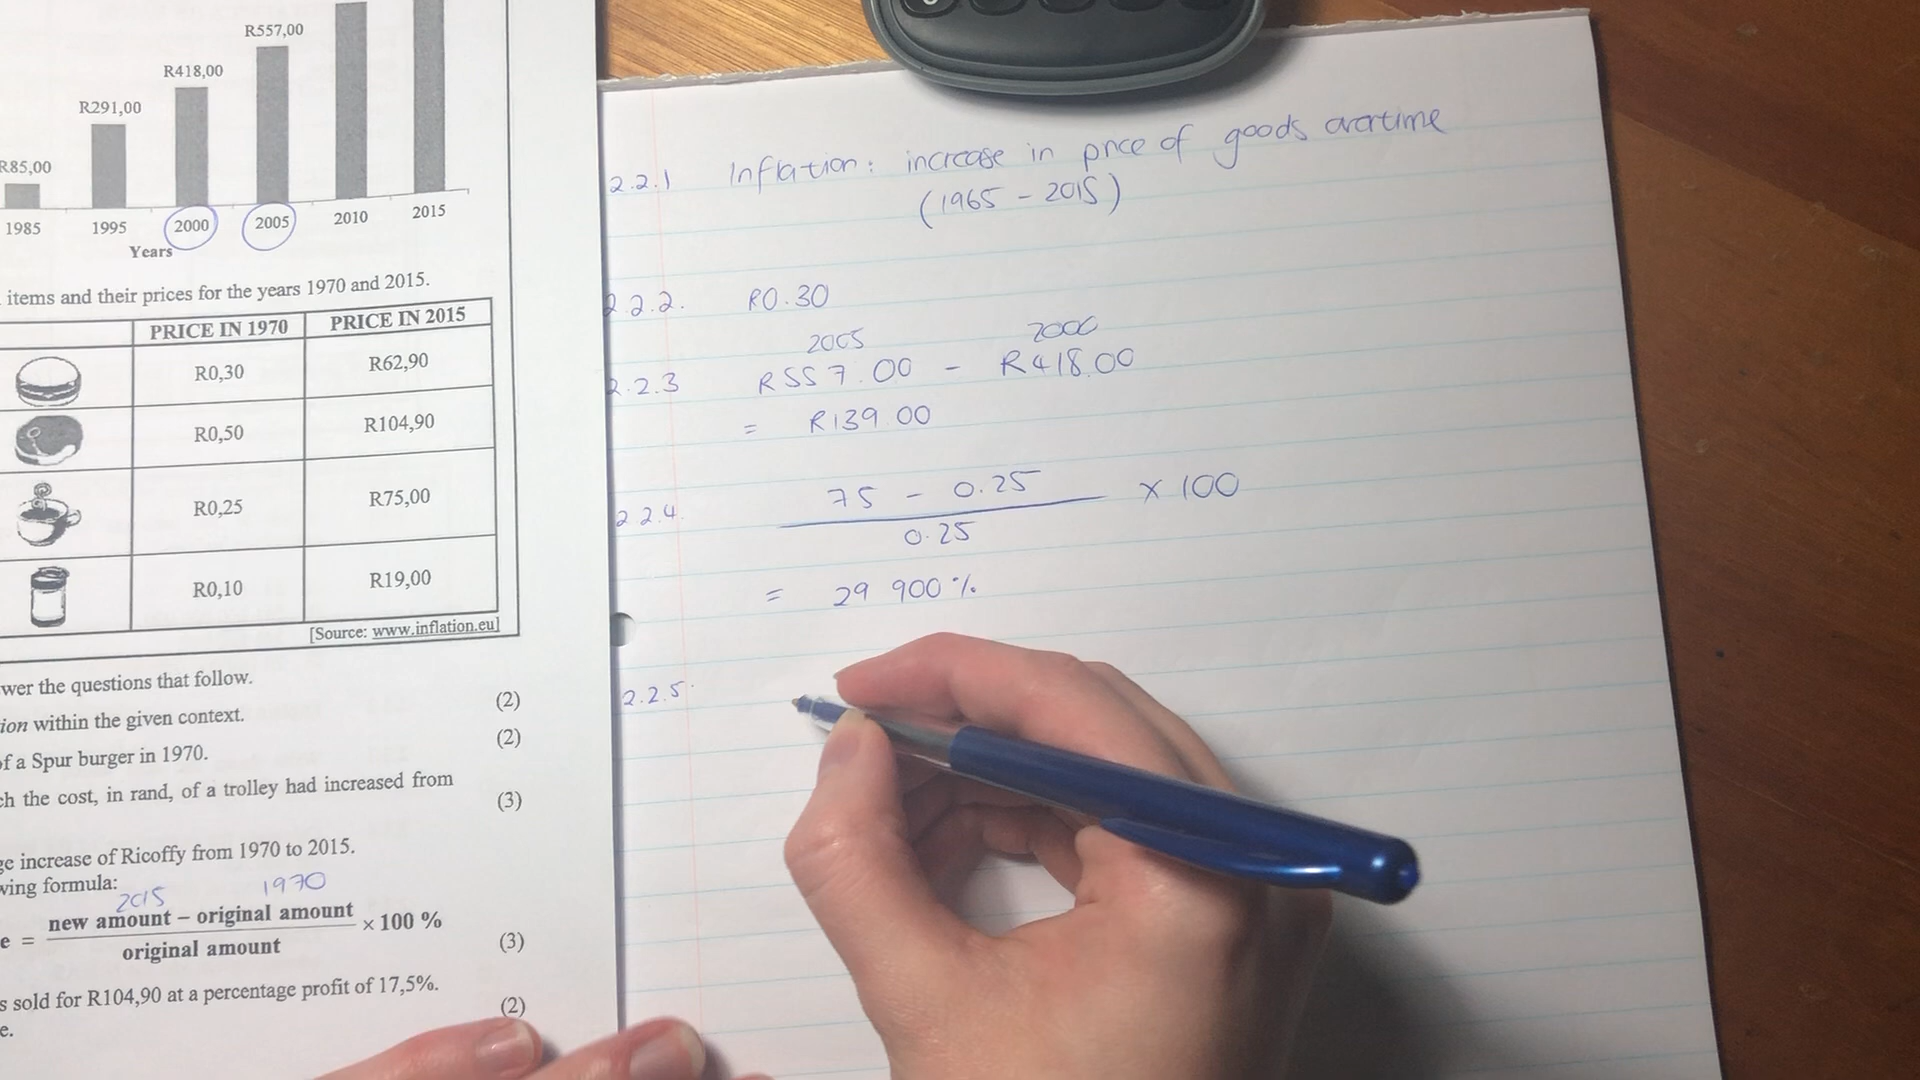 R557,00
R418,00
R291,00
R85,00
1985 1995 2000 2005 2010 2015
Years
items and their prices for the years 1970 and 2015.
PRICE IN 1970 PRICE IN 2015
R0,30 R62,90
R0,50 R104,90
R0,25 R75,00
R0,10 R19,00
[Source: www.inflation.eu]
wer the questions that follow.
ion within the given context. (2)
of a Spur burger in 1970. (2)
ch the cost, in rand, of a trolley had increased from
(3)
ge increase of Ricoffy from 1970 to 2015.
wing formula:
2015 1970
e = new amount – original amount × 100 %
original amount
(3)
s sold for R104,90 at a percentage profit of 17,5%.
e. (2)
2.2.1 Inflation: increase in price of goods overtime
(1965 - 2015)
2.2.2. R0.30
2005 2000
2.2.3 R557.00 - R418.00
= R139.00
2.2.4. 75 - 0.25 × 100
0.25
= 29 900%
2.2.5.